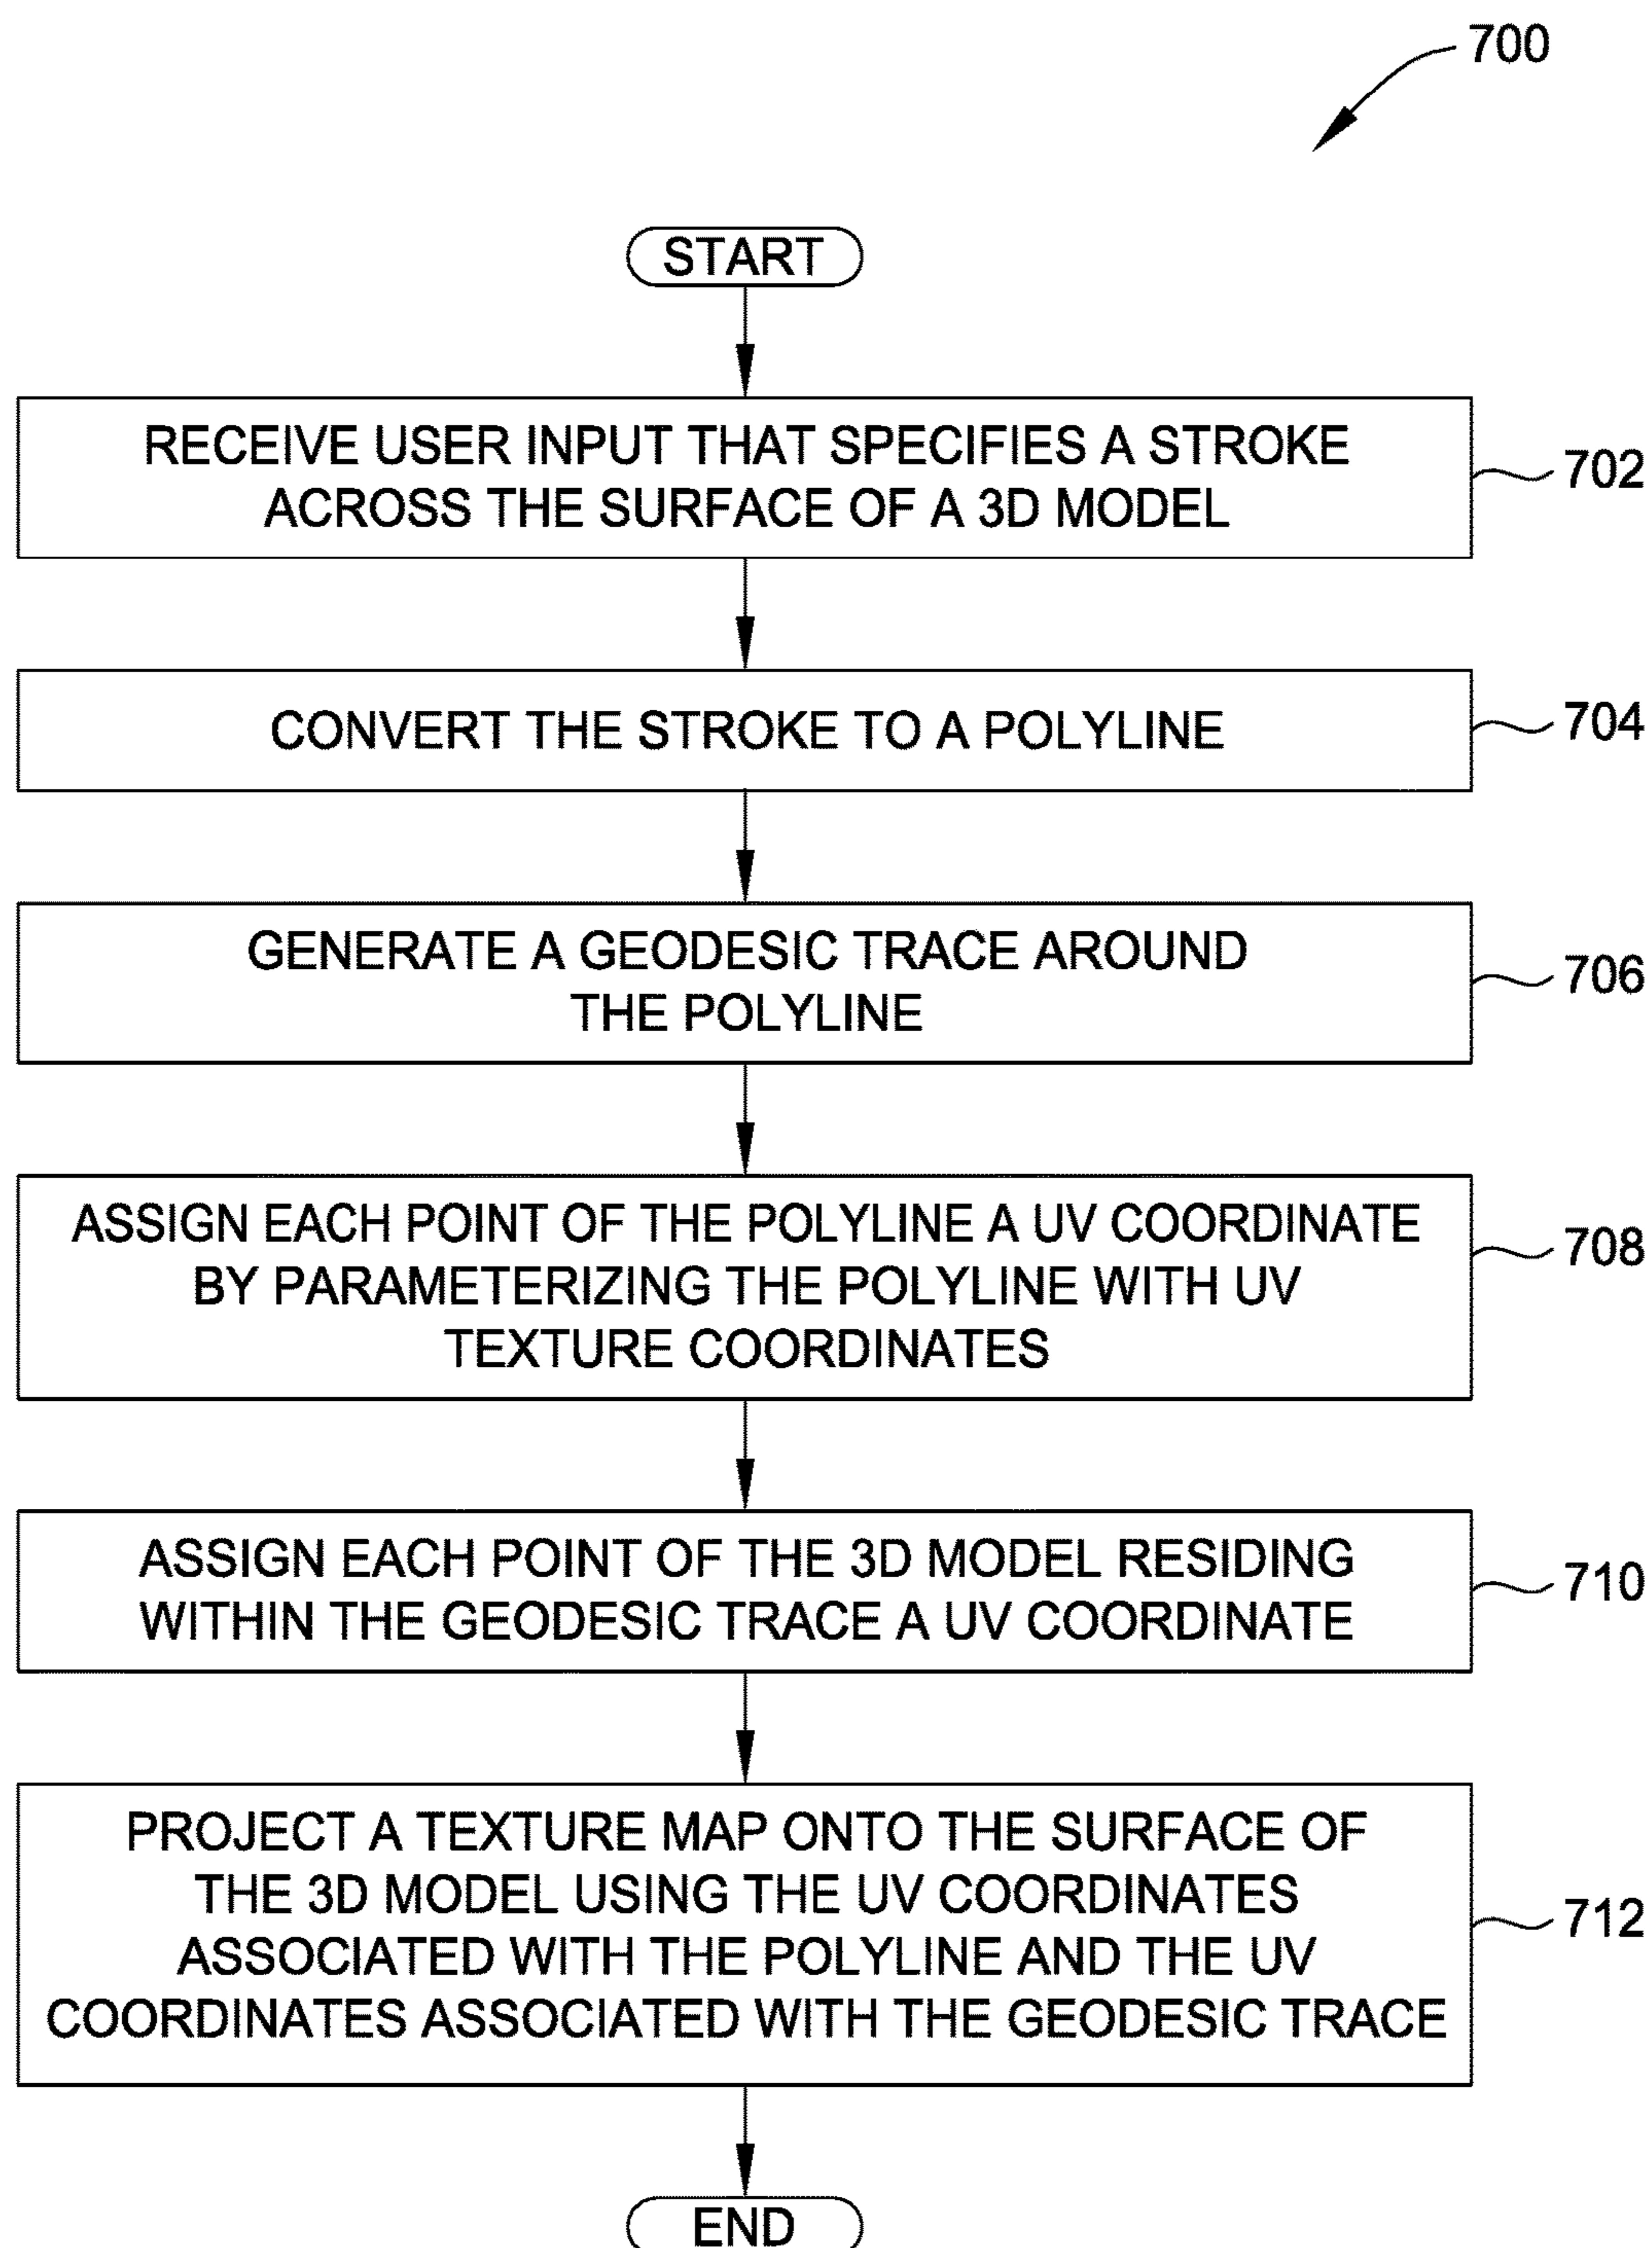 700
START
RECEIVE USER INPUT THAT SPECIFIES A STROKE
ACROSS THE SURFACE OF A 3D MODEL
702
CONVERT THE STROKE TO A POLYLINE
704
GENERATE A GEODESIC TRACE AROUND
THE POLYLINE
706
ASSIGN EACH POINT OF THE POLYLINE A UV COORDINATE
BY PARAMETERIZING THE POLYLINE WITH UV
TEXTURE COORDINATES
708
ASSIGN EACH POINT OF THE 3D MODEL RESIDING
WITHIN THE GEODESIC TRACE A UV COORDINATE
710
PROJECT A TEXTURE MAP ONTO THE SURFACE OF
THE 3D MODEL USING THE UV COORDINATES
ASSOCIATED WITH THE POLYLINE AND THE UV
COORDINATES ASSOCIATED WITH THE GEODESIC TRACE
712
END